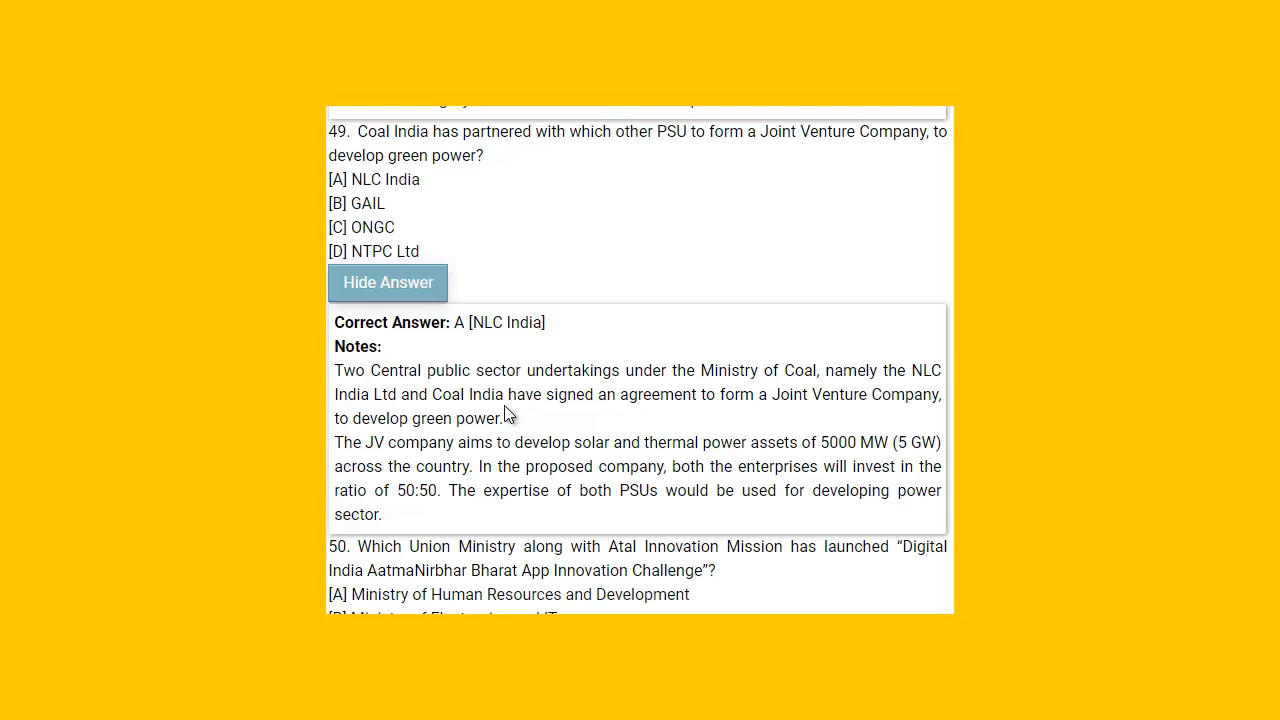 49. Coal India has partnered with which other PSU to form a Joint Venture Company, to
develop green power?
[A] NLC India
[B] GAIL
[C] ONGC
[D] NTPC Ltd
Hide Answer
Correct Answer: A [NLC India]
Notes:
Two Central public sector undertakings under the Ministry of Coal, namely the NLC
India Ltd and Coal India have signed an agreement to form a Joint Venture Company,
to develop green power.
The JV company aims to develop solar and thermal power assets of 5000 MW (5 GW)
across the country. In the proposed company, both the enterprises will invest in the
ratio of 50:50. The expertise of both PSUs would be used for developing power
sector.
50. Which Union Ministry along with Atal Innovation Mission has launched “Digital
India AatmaNirbhar Bharat App Innovation Challenge”?
[A] Ministry of Human Resources and Development